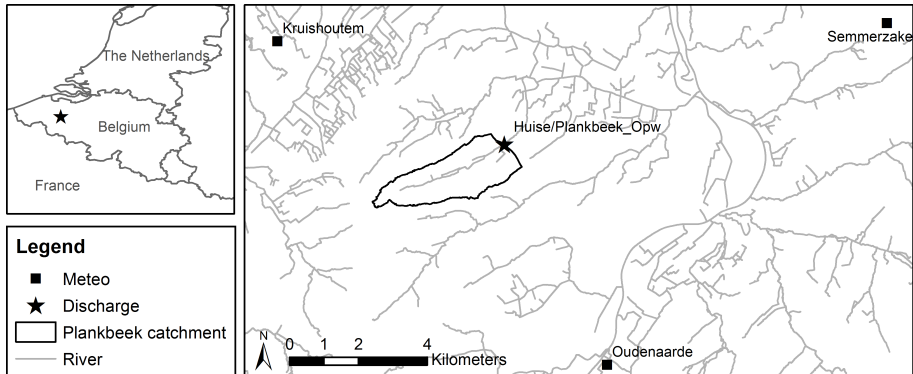 The Netherlands
Belgium
France
Legend
Meteo
Discharge
Plankbeek catchment
River
Kruishoutem
Semmerzake
Huise/Plankbeek_Opw
Oudenaarde
N
0 1 2 4
Kilometers